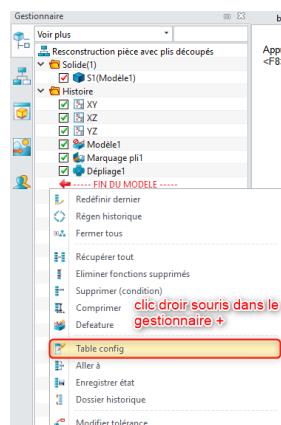 Gestionnaire
b
Voir plus
App
<F8
Resconstruction pièce avec plis découpés
Solide(1)
S1(Modèle1)
Histoire
XY
XZ
YZ
Modèle1
Marquage pli1
Dépliage1
----- FIN DU MODELE -----
Redéfinir dernier
Régen historique
Fermer tous
Récupérer tout
Eliminer fonctions supprimés
Supprimer (condition)
Comprimer
clic droir souris dans le
gestionnaire +
Defeature
Table config
Aller à
Enregistrer état
Dossier historique
Modifier tolérance